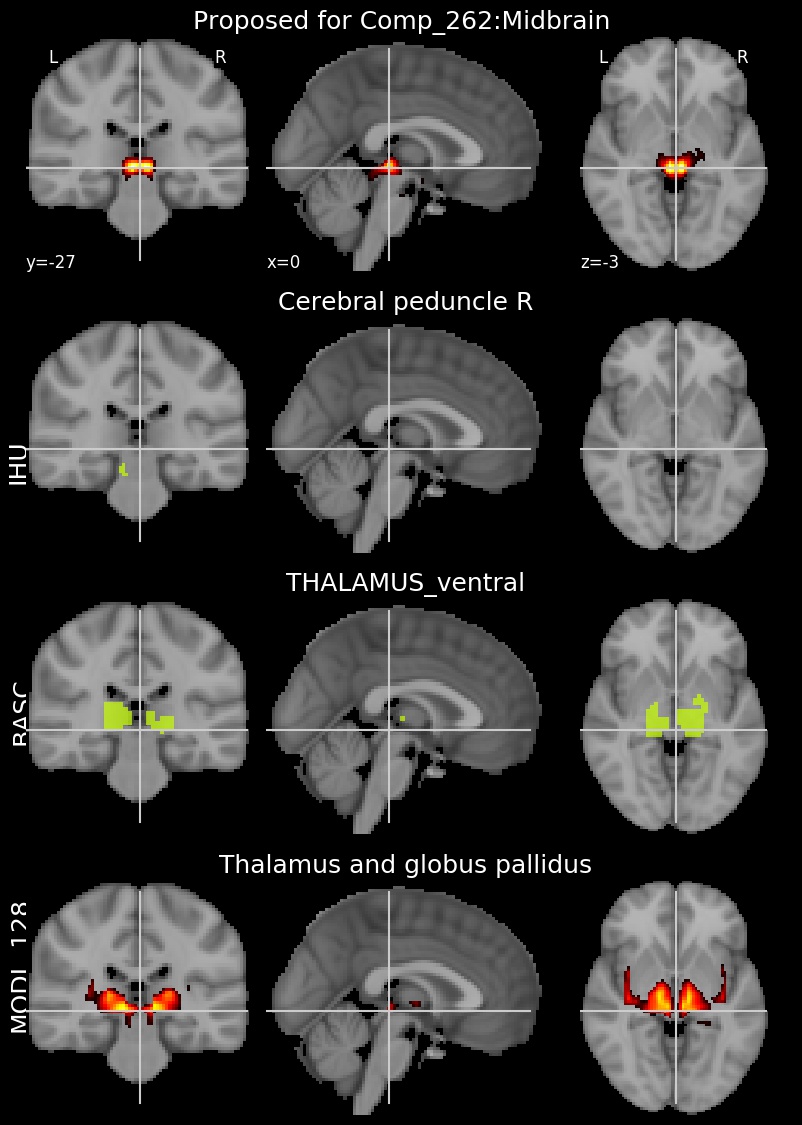 Proposed for Comp_262:Midbrain
L R L R
y=-27 x=0 z=-3
Cerebral peduncle R
IHU
THALAMUS_ventral
BASC
Thalamus and globus pallidus
MODL_128